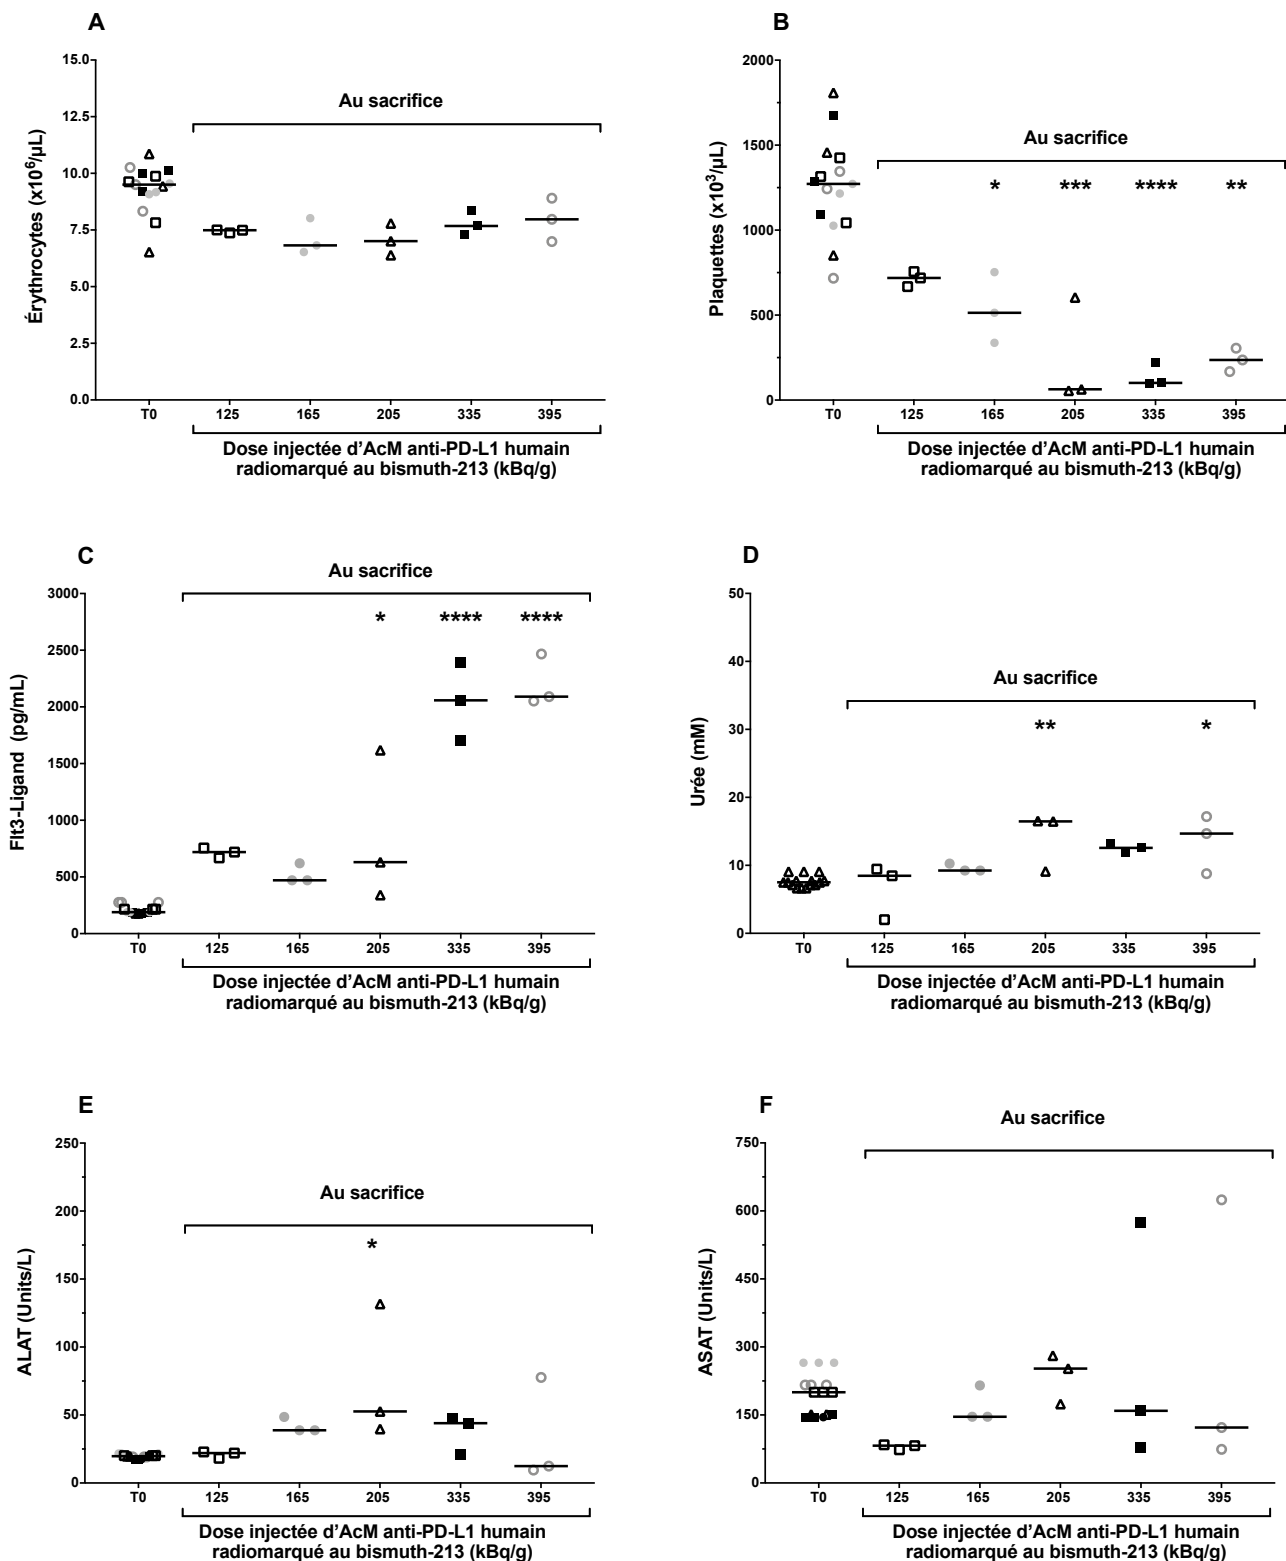 A
Au sacrifice
Érythrocytes (x10⁶/µL)
15.0
12.5
10.0
7.5
5.0
2.5
0.0
T0 125 165 205 335 395
Dose injectée d’AcM anti-PD-L1 humain
radiomarqué au bismuth-213 (kBq/g)
B
Au sacrifice
* *** **** **
Plaquettes (x10³/µL)
2000
1500
1000
500
0
T0 125 165 205 335 395
Dose injectée d’AcM anti-PD-L1 humain
radiomarqué au bismuth-213 (kBq/g)
C
Au sacrifice
* **** ****
Flt3-Ligand (pg/mL)
3000
2500
2000
1500
1000
500
0
T0 125 165 205 335 395
Dose injectée d’AcM anti-PD-L1 humain
radiomarqué au bismuth-213 (kBq/g)
D
Au sacrifice
** *
Urée (mM)
50
40
30
20
10
0
T0 125 165 205 335 395
Dose injectée d’AcM anti-PD-L1 humain
radiomarqué au bismuth-213 (kBq/g)
E
Au sacrifice
*
ALAT (Units/L)
250
200
150
100
50
0
T0 125 165 205 335 395
Dose injectée d’AcM anti-PD-L1 humain
radiomarqué au bismuth-213 (kBq/g)
F
Au sacrifice
ASAT (Units/L)
750
600
450
300
150
0
T0 125 165 205 335 395
Dose injectée d’AcM anti-PD-L1 humain
radiomarqué au bismuth-213 (kBq/g)